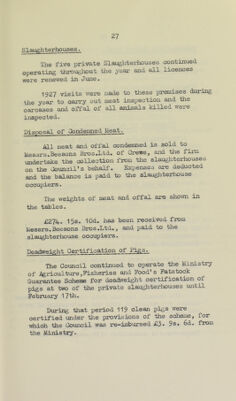 27
Slaughterhouses.
The five private Slaughterhouses continued
operating throughout the year and all licences
were renewed in June.
1927 visits were made to these premises during
the year to carry out meat inspection and the
carcases and offal of all animals killed were
inspected.
Disposal of Condemned Meat.
All meat and offal condemned is sold to
Messrs.Beesons Bros.Ltd. of Crewe, and the firm
undertake the collection from the slaughterhouses
on the Council's behalf. Expenses are deducted
and the balance is paid to the slaughterhouse
occupiers.
The weights of meat and offal are shown in
the tables.
£274. 15s. 10d. has been received from
Messrs.Beesons Bros.Ltd., and paid to the
slaughterhouse occupiers.
Deadweight Certification of Pigs.
The Council continued to operate the Ministry
of Agriculture,Fisheries and Food's Fatstock
Guarantee Scheme for deadweight certification of
pigs at two of the private slaughterhouses until
February 17th.
During that period 119 clean pigs were
certified under the provisions of the scheme, for
which the Council was re-imbursed £3. 9s. 6d. from
the Ministry.